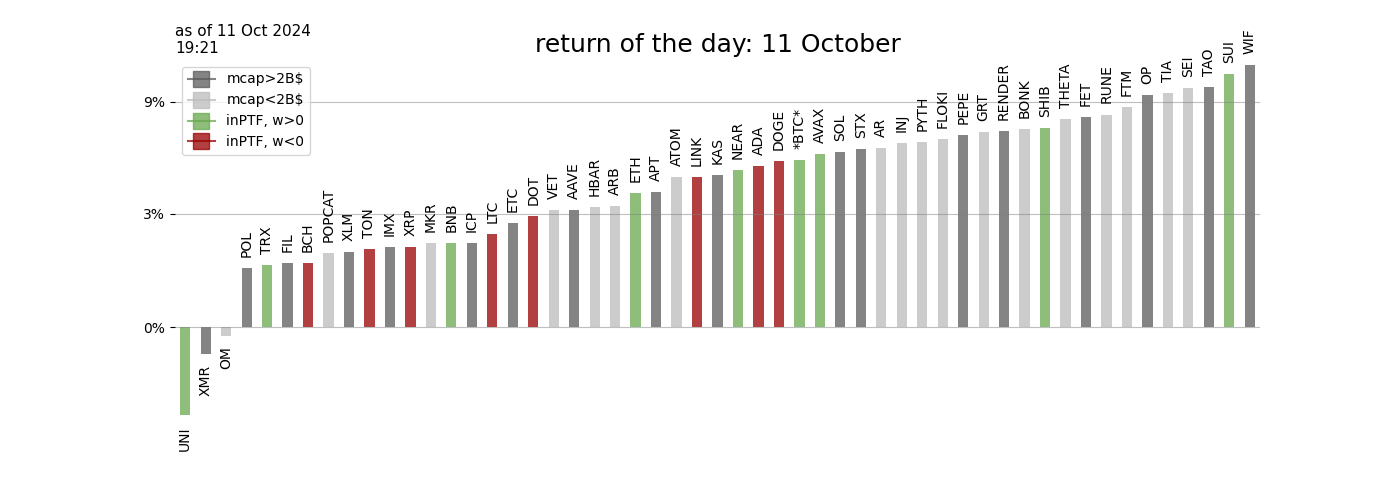 as of 11 Oct 2024
19:21
return of the day: 11 October
mcap>2B$
mcap<2B$
inPTF, w>0
inPTF, w<0
9%
3%
0%
UNI
XMR
OM
POL
TRX
FIL
BCH
POPCAT
XLM
TON
IMX
XRP
MKR
BNB
ICP
LTC
ETC
DOT
VET
AAVE
HBAR
ARB
ETH
APT
ATOM
LINK
KAS
NEAR
ADA
DOGE
*BTC*
AVAX
SOL
STX
AR
INJ
PYTH
FLOKI
PEPE
GRT
RENDER
BONK
SHIB
THETA
FET
RUNE
FTM
OP
TIA
SEI
TAO
SUI
WIF